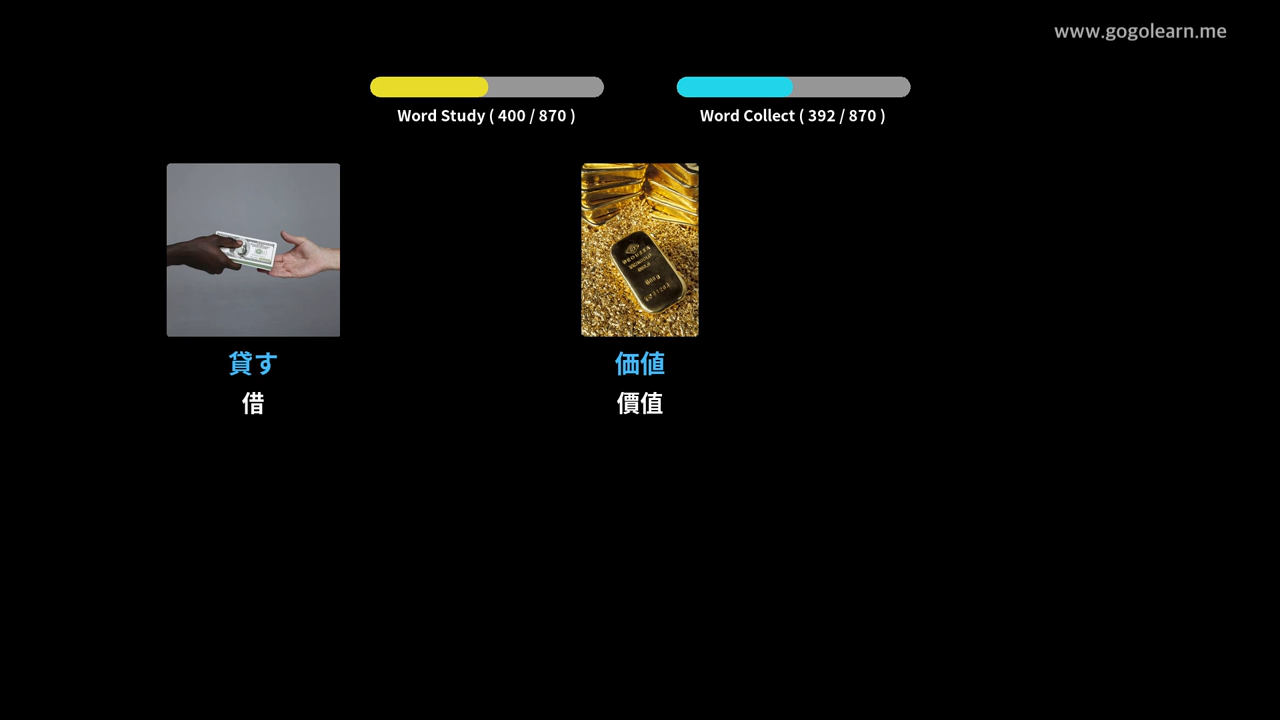 www.gogolearn.me
Word Study ( 400 / 870 )
Word Collect ( 392 / 870 )
貸す
借
価値
價值